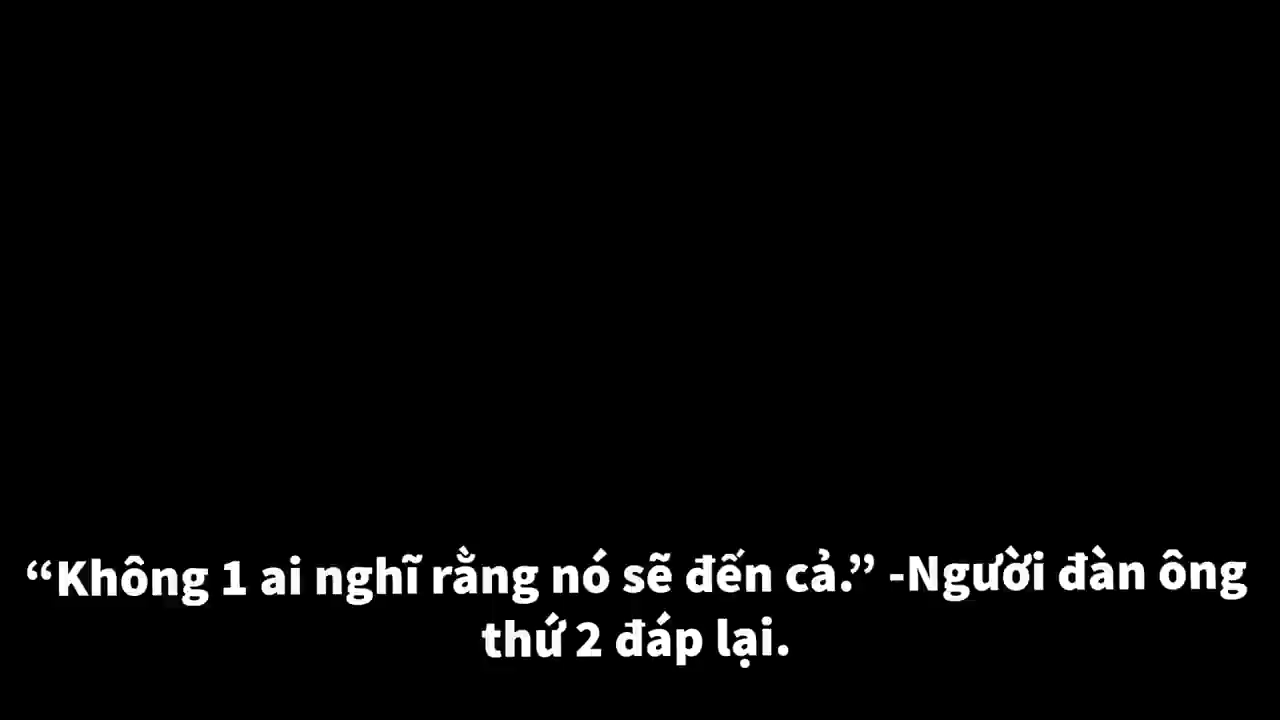 “Không 1 ai nghĩ rằng nó sẽ đến cả.” -Người đàn ông
thứ 2 đáp lại.